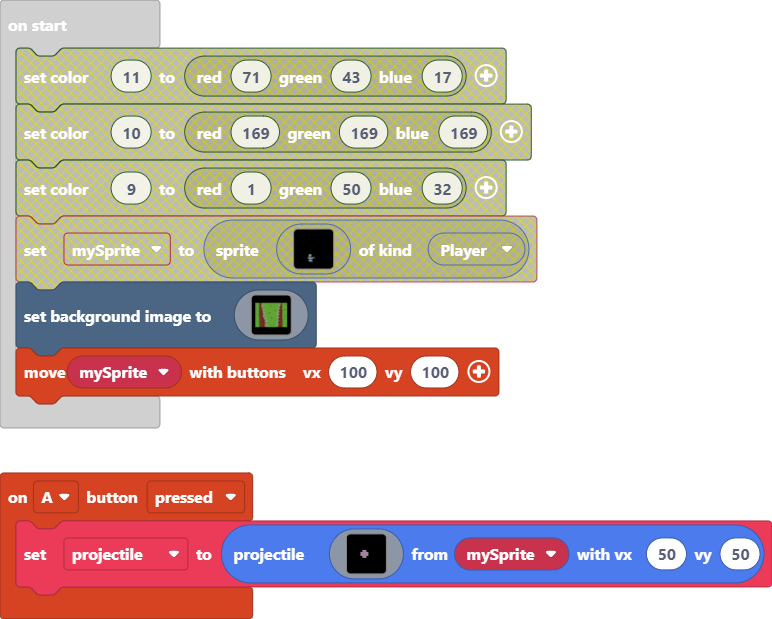 on start
set color 11 to red 71 green 43 blue 17
set color 10 to red 169 green 169 blue 169
set color 9 to red 1 green 50 blue 32
set mySprite to sprite of kind Player
set background image to
move mySprite with buttons vx 100 vy 100
on A button pressed
set projectile to projectile from mySprite with vx 50 vy 50